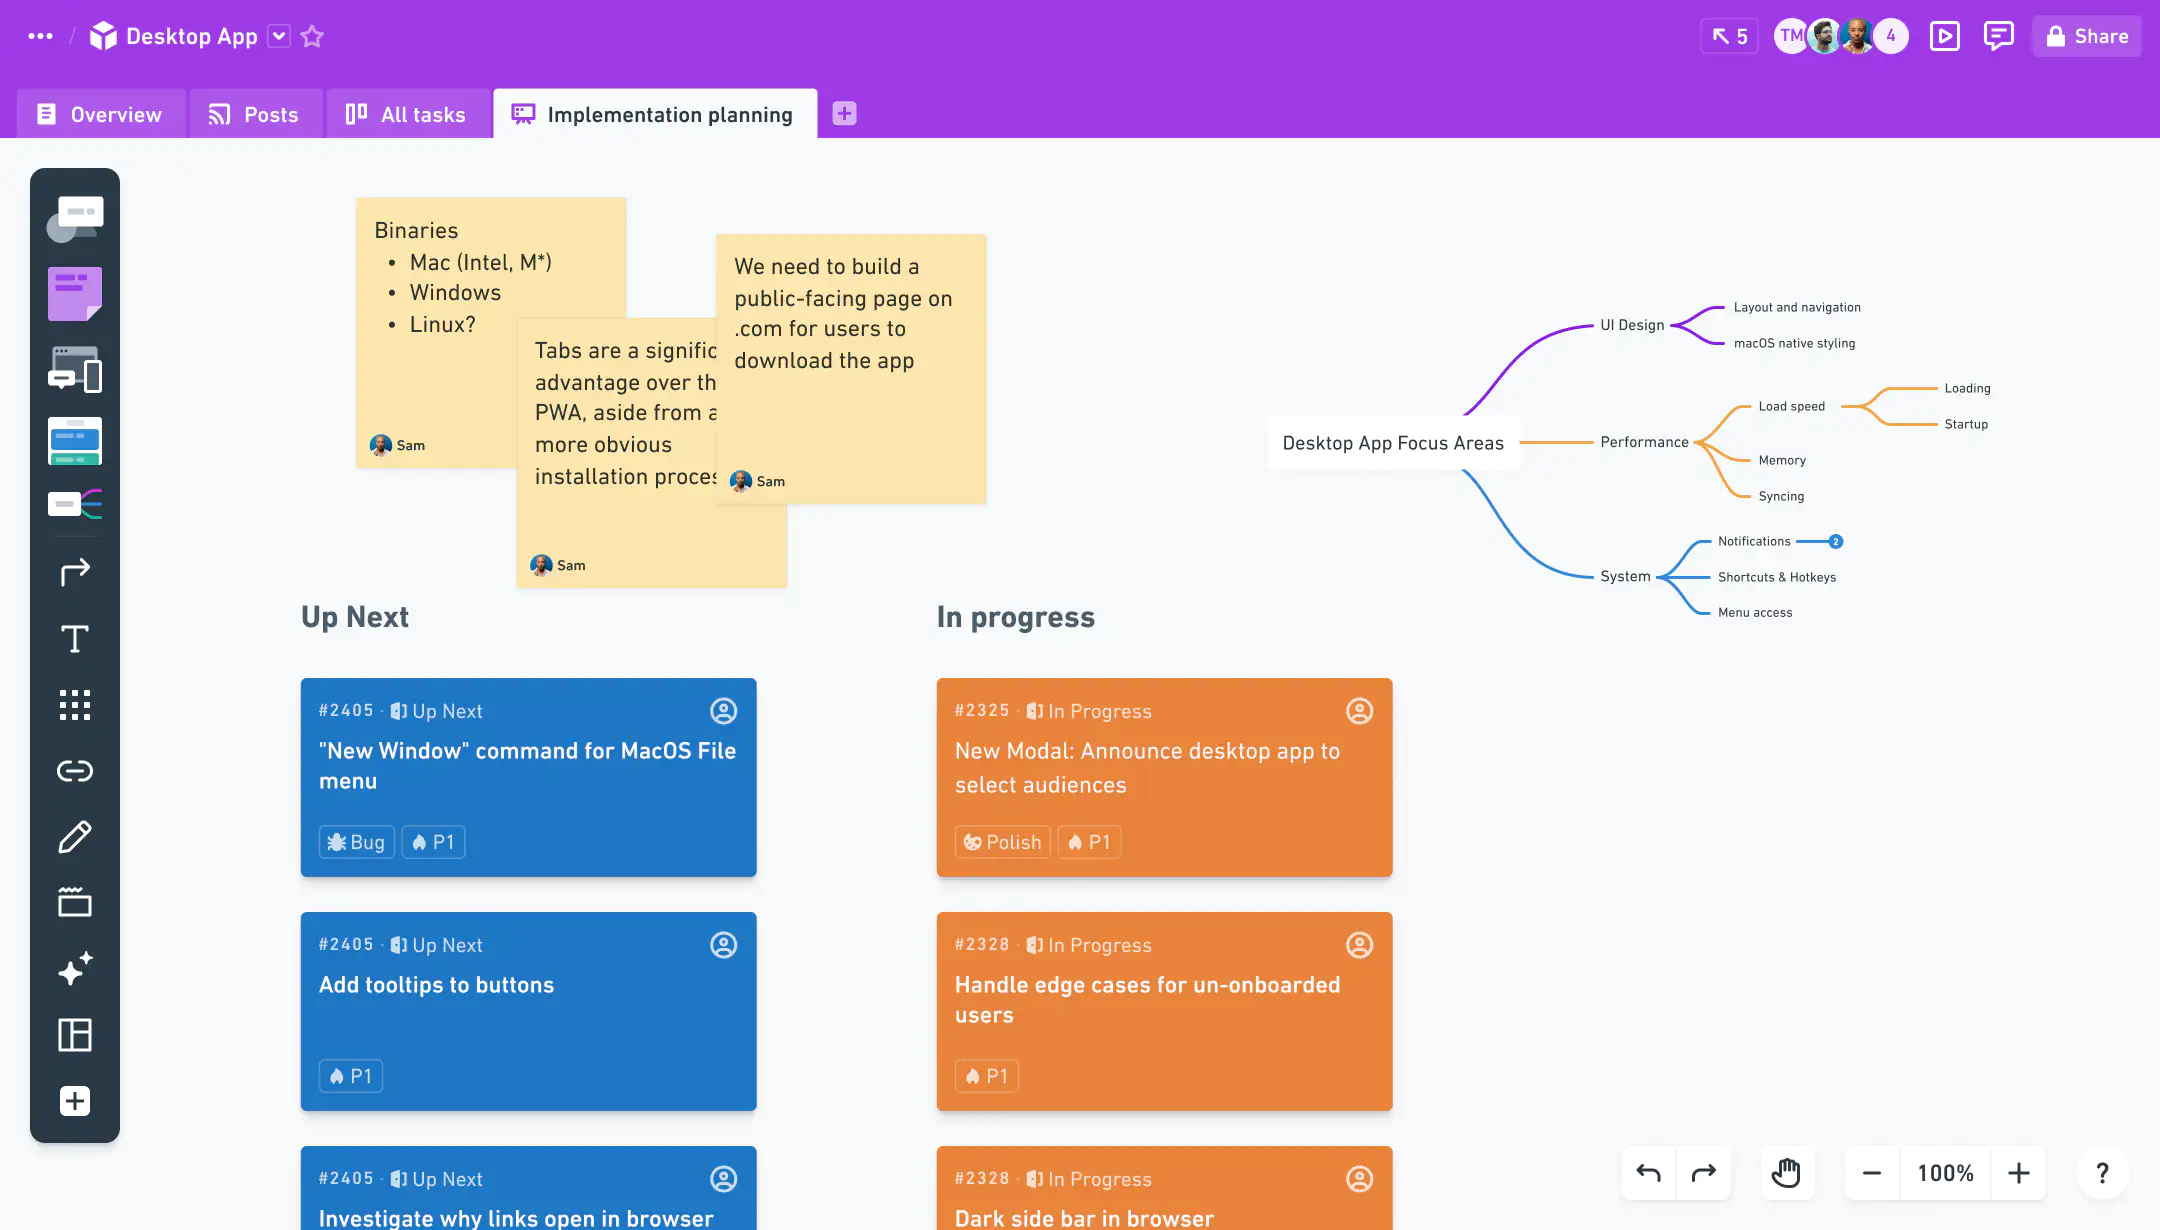 Desktop App
5
TM
4
Share
Overview
Posts
All tasks
Implementation planning
Binaries
• Mac (Intel, M*)
• Windows
• Linux?
Sam
Tabs are a signific
advantage over th
PWA, aside from a
more obvious
installation proces
Sam
We need to build a
public-facing page on
.com for users to
download the app
Sam
Desktop App Focus Areas
UI Design
Layout and navigation
macOS native styling
Performance
Load speed
Loading
Startup
Memory
Syncing
System
Notifications
2
Shortcuts & Hotkeys
Menu access
Up Next
#2405 · Up Next
"New Window" command for MacOS File
menu
Bug
P1
#2405 · Up Next
Add tooltips to buttons
P1
#2405 · Up Next
Investigate why links open in browser
In progress
#2325 · In Progress
New Modal: Announce desktop app to
select audiences
Polish
P1
#2328 · In Progress
Handle edge cases for un-onboarded
users
P1
#2328 · In Progress
Dark side bar in browser
100%
?